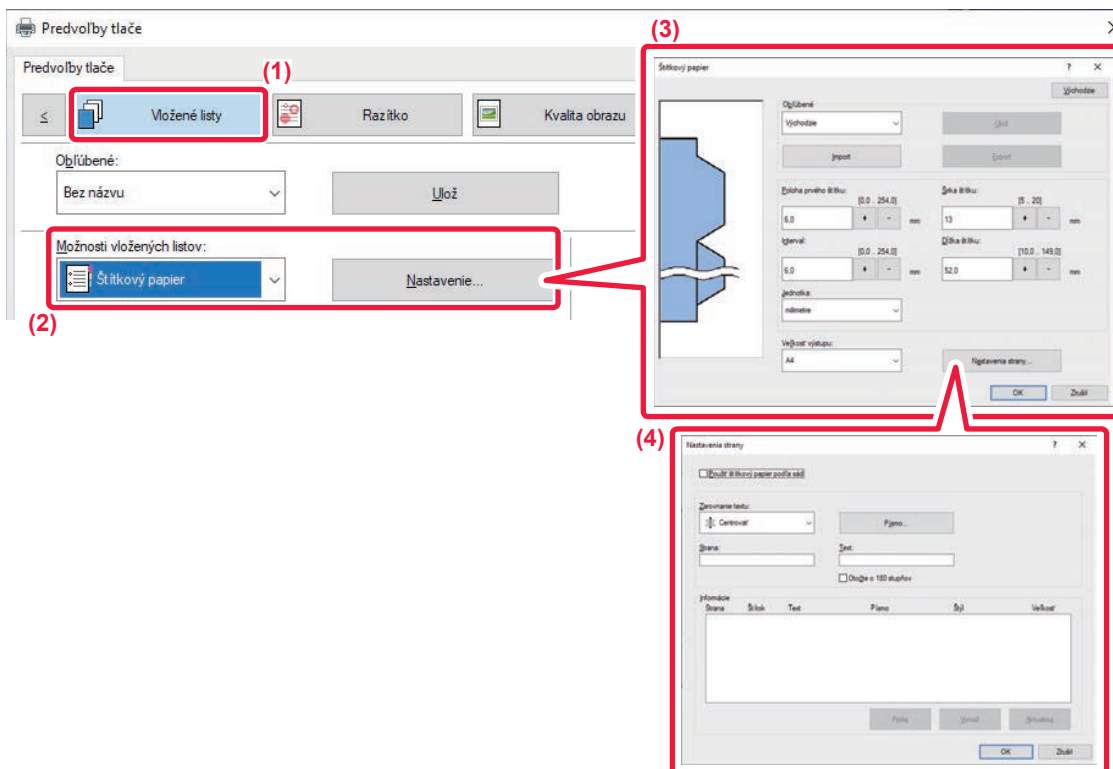 Predvoľby tlače
Predvoľby tlače
(1)
<
Vložené listy
Razítko
Kvalita obrazu
Obľúbené:
Bez názvu
Ulož
Možnosti vložených listov:
Štítkový papier
Nastavenie...
(2)
(3)
Štítkový papier
? X
Východzie
Obľúbené
Východzie
Ulož
Import
Export
Poloha prvého štítku:
[0,0 .. 254,0]
6,0
+ -
mm
Šírka štítku:
[5 .. 20]
13
+ -
mm
Interval:
[0,0 .. 254,0]
6,0
+ -
mm
Dĺžka štítku:
[10,0 .. 149,0]
52,0
+ -
mm
Jednotka:
milimetre
Veľkosť výstupu:
A4
Nastavenia strany...
OK
Zrušiť
(4)
Nastavenia strany
? X
Použiť štítkový papier podľa sád
Zarovnanie textu:
Centrovať
Písmo...
Strana:
Text:
Otočte o 180 stupňov
Informácie
Strana Štítok Text Písmo Štýl Veľkosť
Pridaj
Vymaž
Aktualizuj
OK
Zrušiť